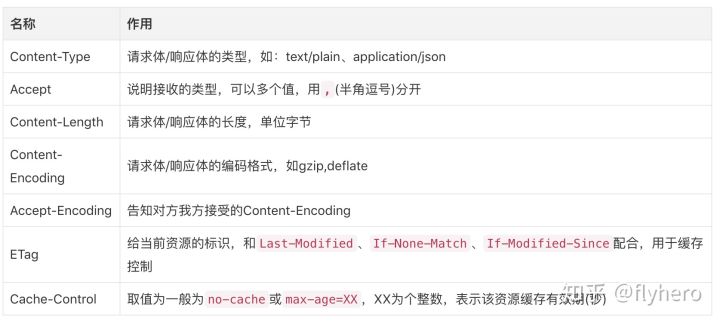 名称 作用
Content-Type 请求体/响应体的类型，如：text/plain、application/json
Accept 说明接收的类型，可以多个值，用 , (半角逗号)分开
Content-Length 请求体/响应体的长度，单位字节
Content-
Encoding 请求体/响应体的编码格式，如gzip,deflate
Accept-Encoding 告知对方我方接受的Content-Encoding
ETag 给当前资源的标识，和 Last-Modified 、 If-None-Match 、 If-Modified-Since 配合，用于缓存
控制
Cache-Control 取值为一般为 no-cache 或 max-age=XX ，XX为个整数，表示该资源缓存有效期(秒)
知乎 @flyhero